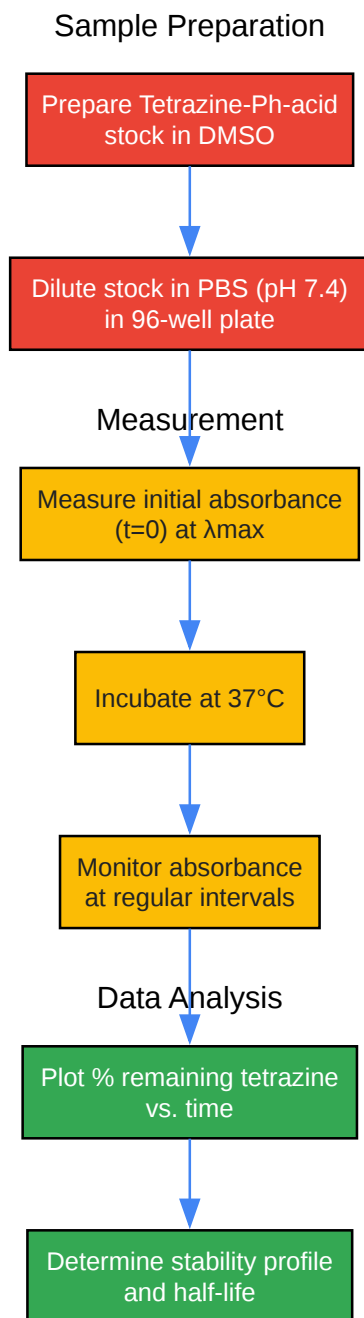 Sample Preparation
Prepare Tetrazine-Ph-acid
stock in DMSO
Dilute stock in PBS (pH 7.4)
in 96-well plate
Measurement
Measure initial absorbance
(t=0) at λmax
Incubate at 37°C
Monitor absorbance
at regular intervals
Data Analysis
Plot % remaining tetrazine
vs. time
Determine stability profile
and half-life